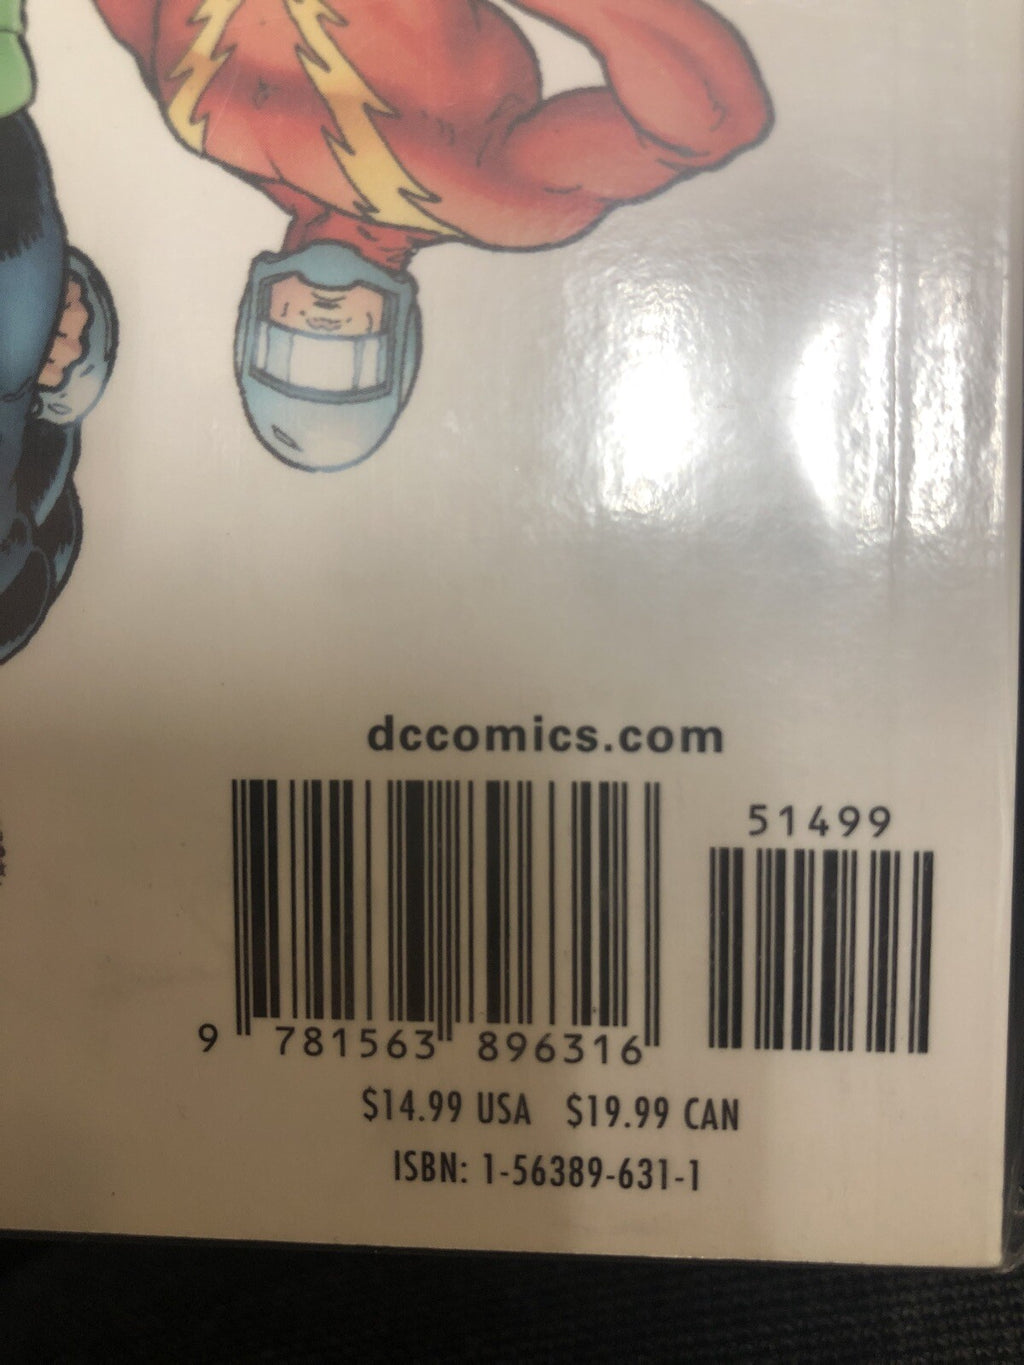 dccomics.com
51499
9 781563 896316
$14.99 USA $19.99 CAN
ISBN: 1-56389-631-1